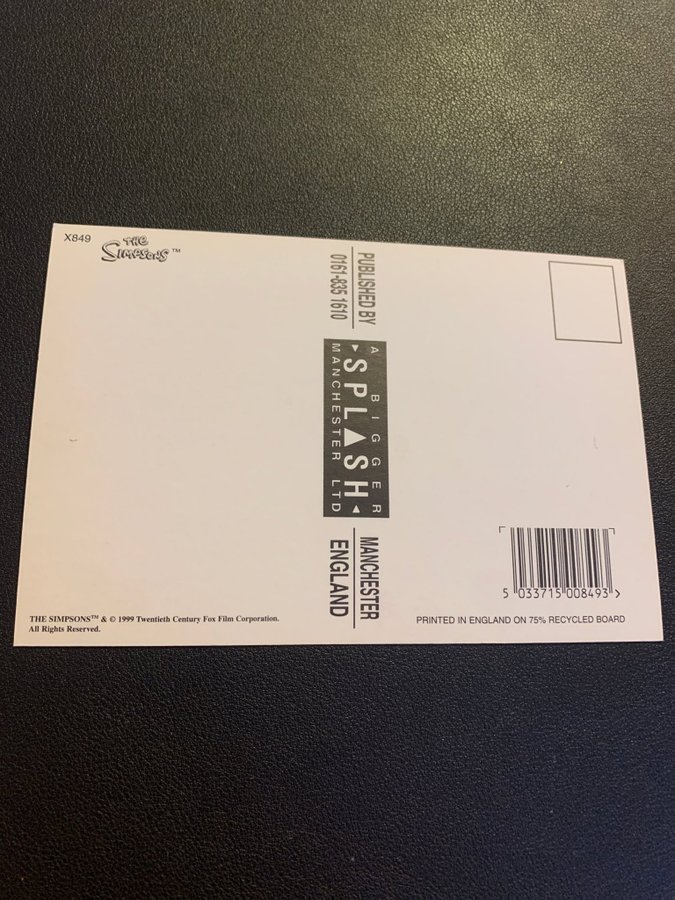 X849
THE
SIMPSONS™
PUBLISHED BY
0161-835 1610
A BIGGER
SPLASH
MANCHESTER LTD
MANCHESTER
ENGLAND
5 033715 008493 >
THE SIMPSONS™ & © 1999 Twentieth Century Fox Film Corporation.
All Rights Reserved.
PRINTED IN ENGLAND ON 75% RECYCLED BOARD